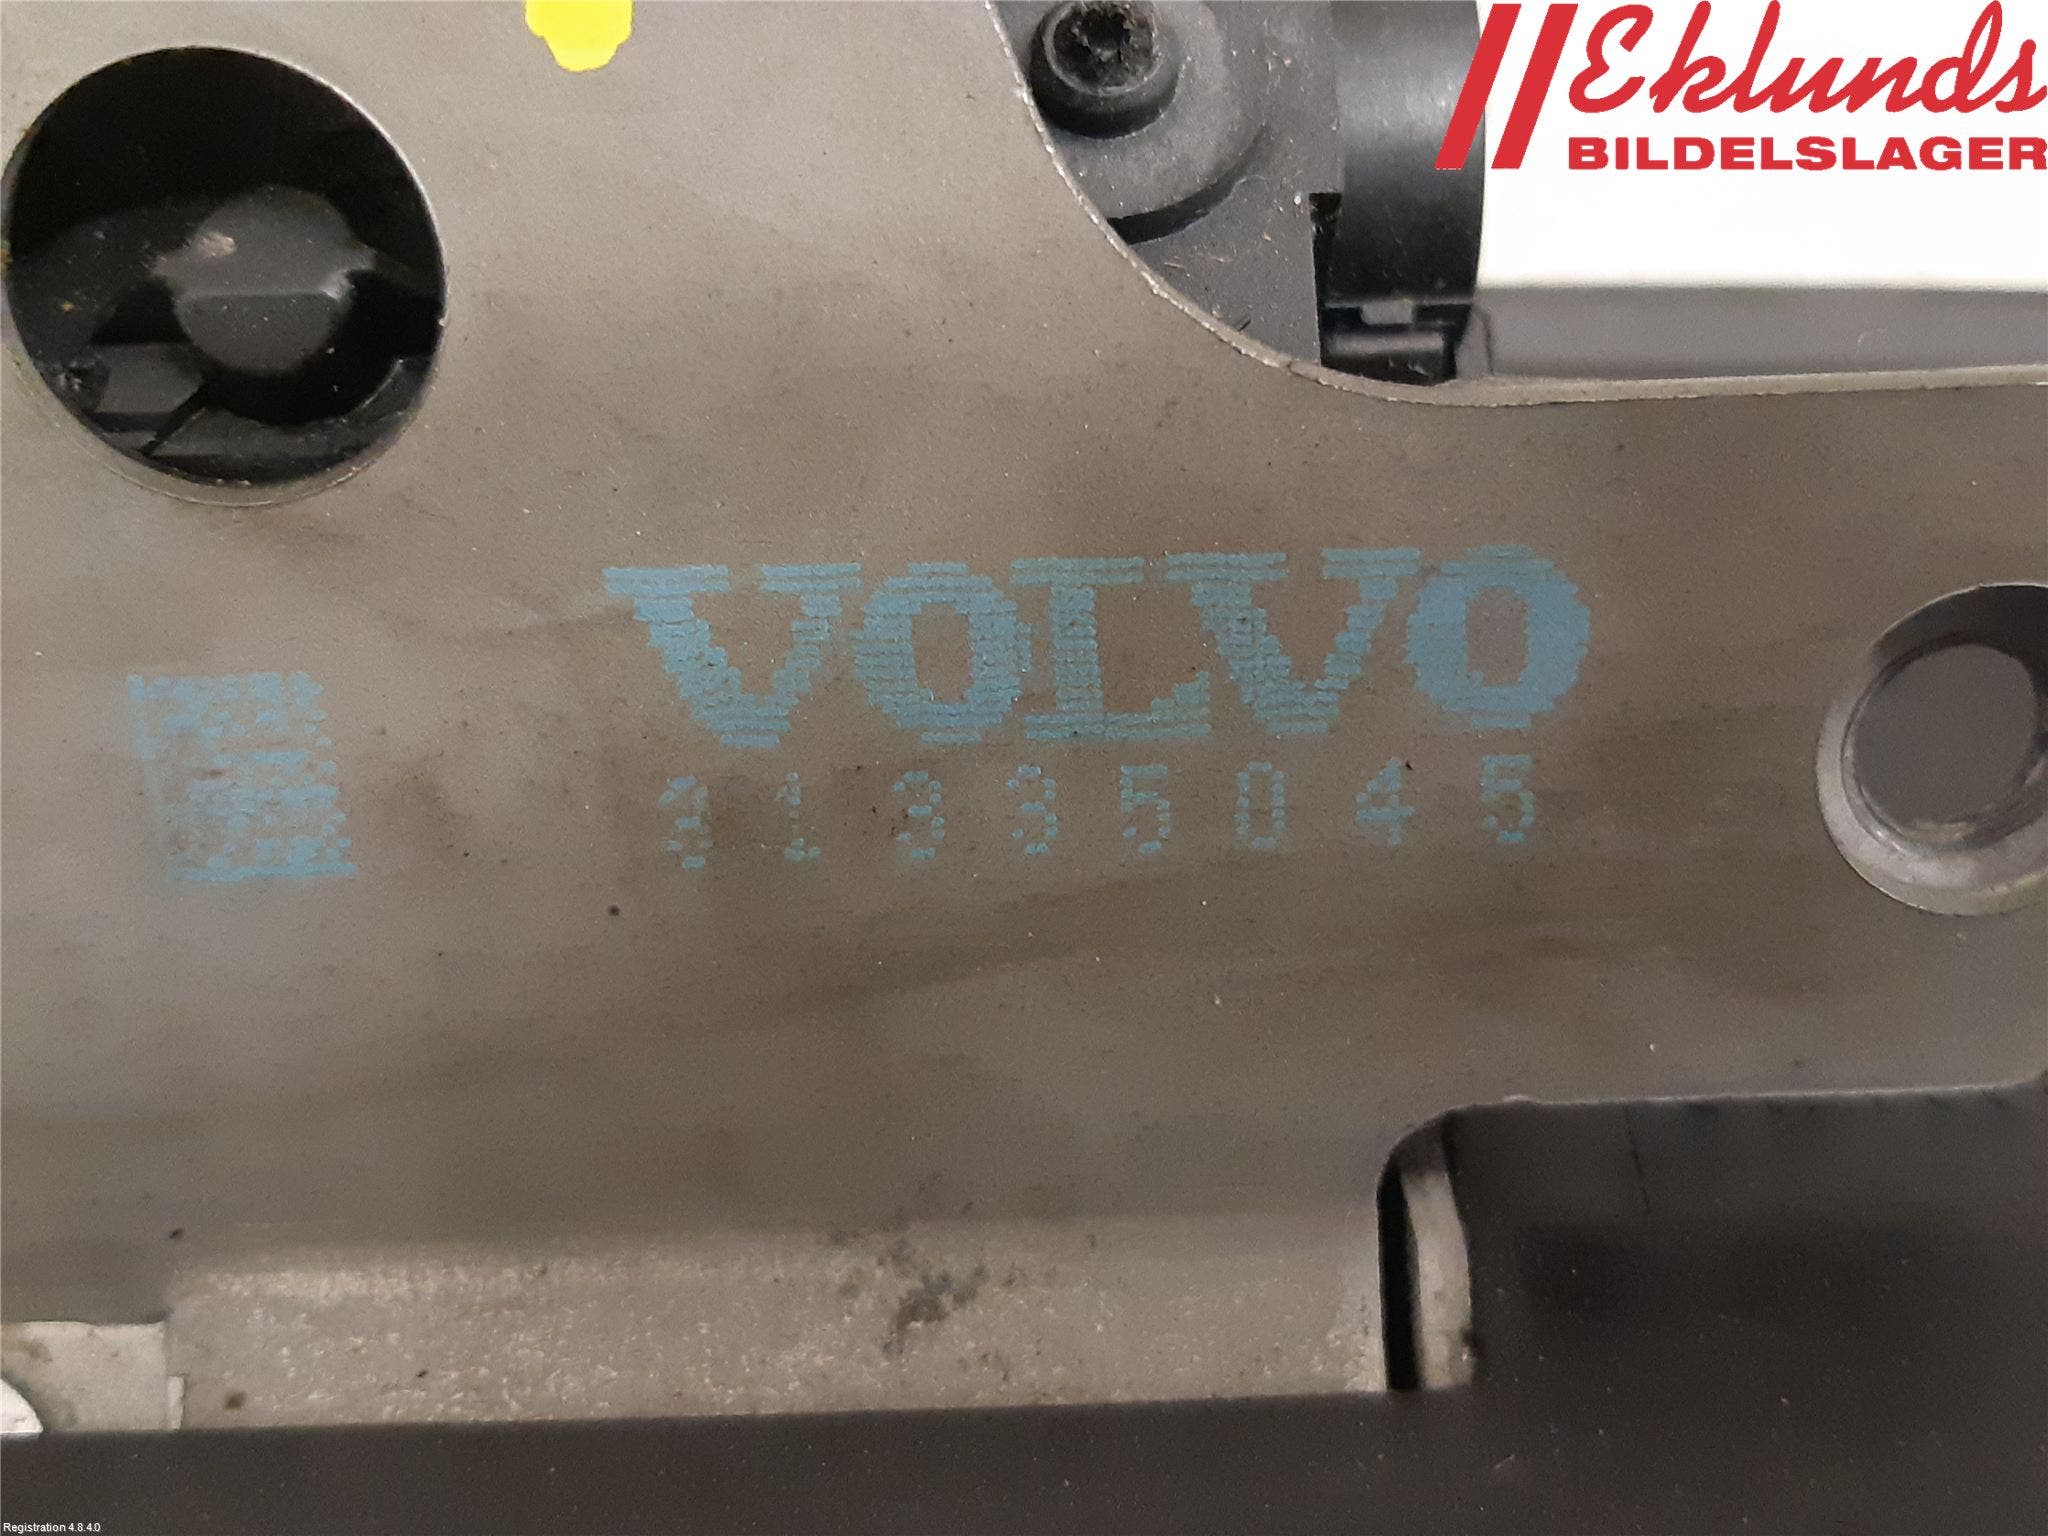 Eklunds
BILDELSLAGER
VOLVO
31335045
Registration 4.8.4.0